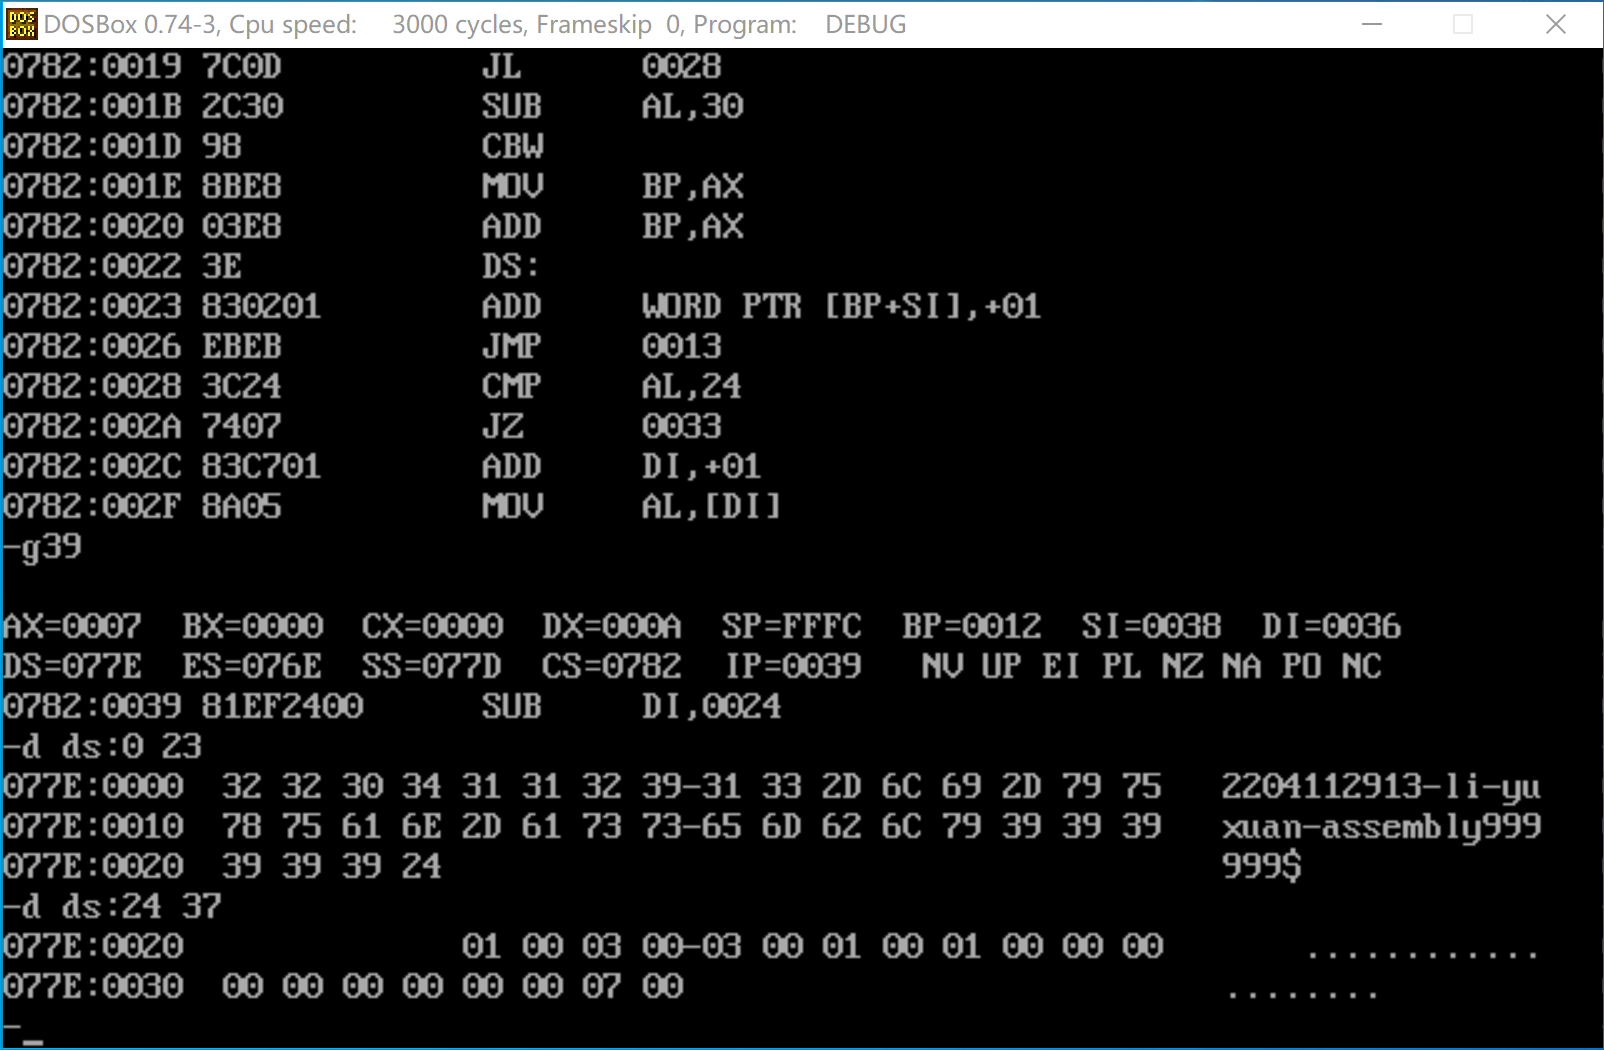 DOS BOX DOSBox 0.74-3, Cpu speed: 3000 cycles, Frameskip 0, Program: DEBUG
0782:0019 7C0D JL 0028
0782:001B 2C30 SUB AL,30
0782:001D 98 CBW
0782:001E 8BE8 MOV BP,AX
0782:0020 03E8 ADD BP,AX
0782:0022 3E DS:
0782:0023 830201 ADD WORD PTR [BP+SI],+01
0782:0026 EBEB JMP 0013
0782:0028 3C24 CMP AL,24
0782:002A 7407 JZ 0033
0782:002C 83C701 ADD DI,+01
0782:002F 8A05 MOV AL,[DI]
-g39
AX=0007 BX=0000 CX=0000 DX=000A SP=FFFC BP=0012 SI=0038 DI=0036
DS=077E ES=076E SS=077D CS=0782 IP=0039 NV UP EI PL NZ NA PO NC
0782:0039 81EF2400 SUB DI,0024
-d ds:0 23
077E:0000 32 32 30 34 31 31 32 39-31 33 2D 6C 69 2D 79 75 2204112913-li-yu
077E:0010 78 75 61 6E 2D 61 73 73-65 6D 62 6C 79 39 39 39 xuan-assembly999
077E:0020 39 39 39 24 999$
-d ds:24 37
077E:0020 01 00 03 00-03 00 01 00 01 00 00 00 ............
077E:0030 00 00 00 00 00 00 07 00 ........
-_